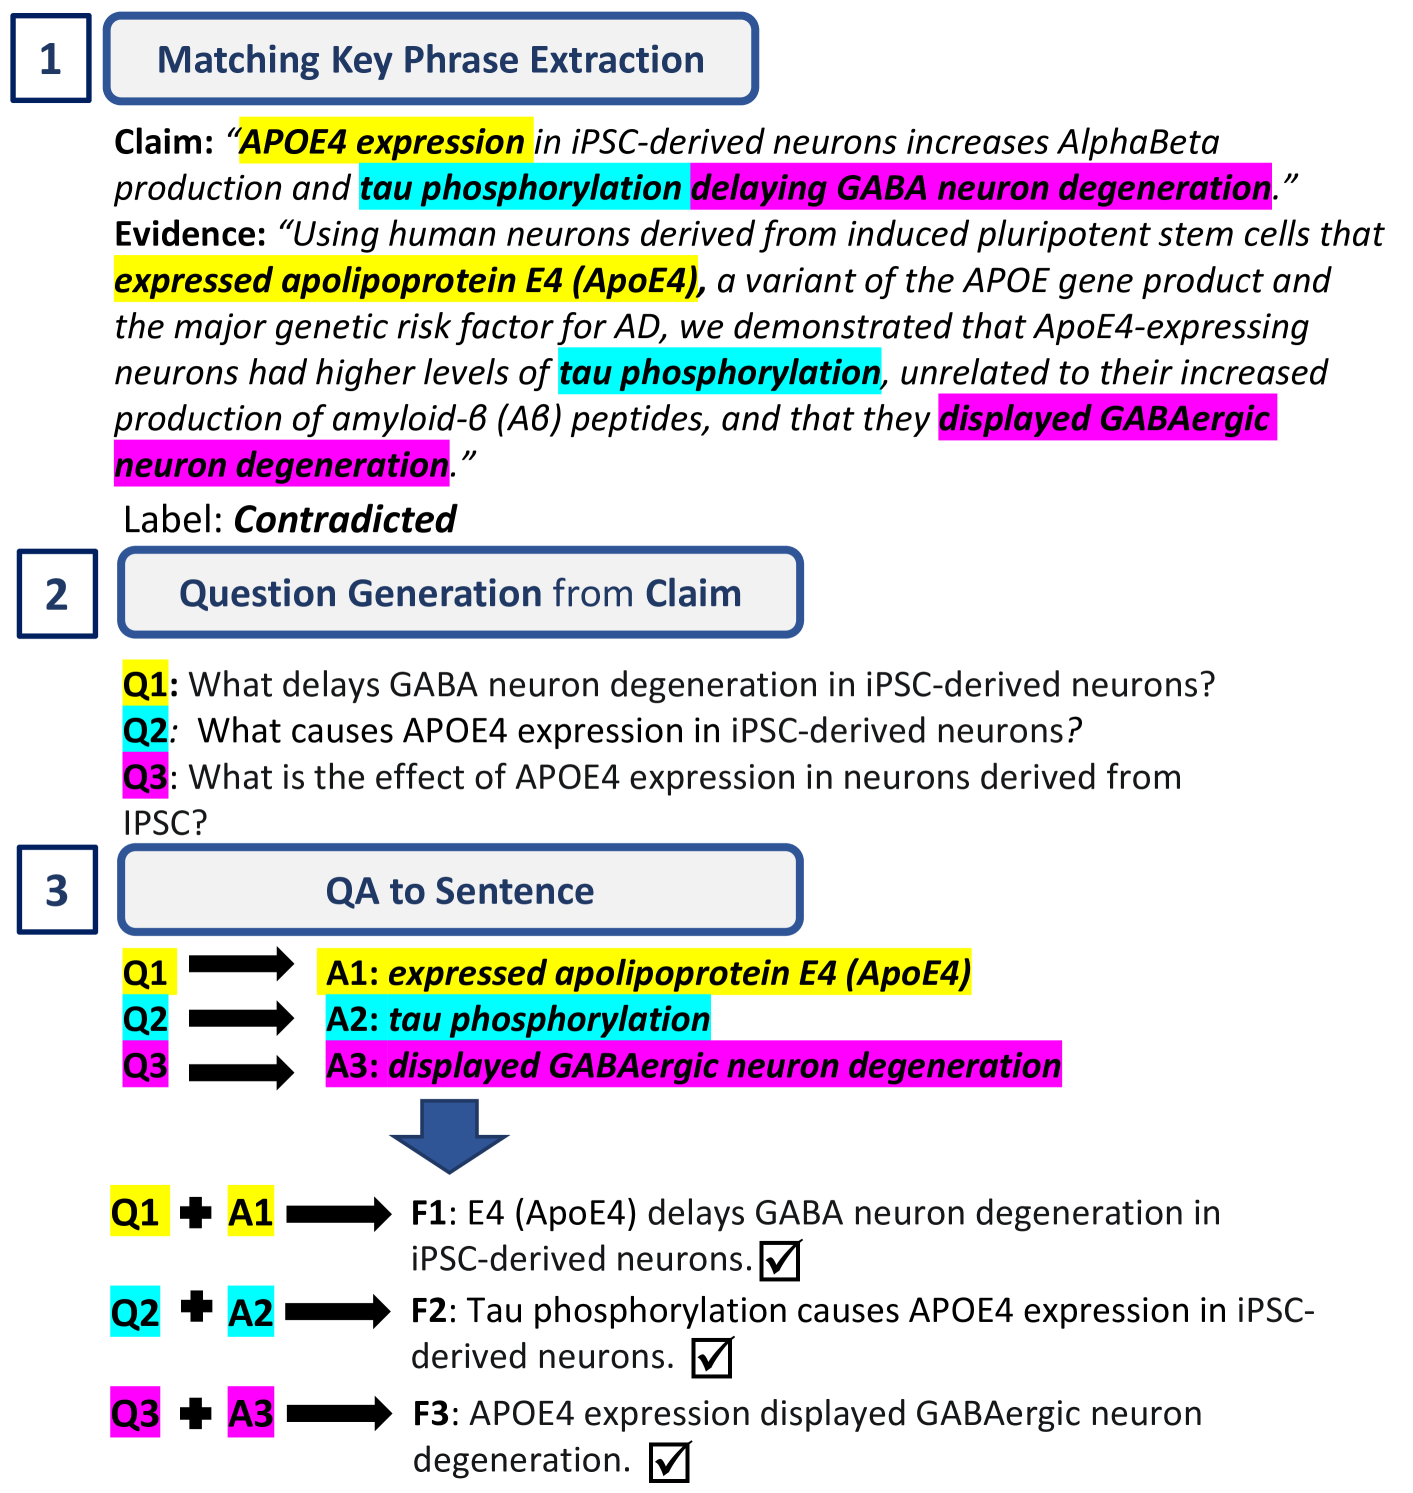 1 Matching Key Phrase Extraction
Claim: “APOE4 expression in iPSC-derived neurons increases AlphaBeta
production and tau phosphorylation delaying GABA neuron degeneration.”
Evidence: “Using human neurons derived from induced pluripotent stem cells that
expressed apolipoprotein E4 (ApoE4), a variant of the APOE gene product and
the major genetic risk factor for AD, we demonstrated that ApoE4-expressing
neurons had higher levels of tau phosphorylation, unrelated to their increased
production of amyloid-β (Aβ) peptides, and that they displayed GABAergic
neuron degeneration.”
Label: Contradicted
2 Question Generation from Claim
Q1: What delays GABA neuron degeneration in iPSC-derived neurons?
Q2: What causes APOE4 expression in iPSC-derived neurons?
Q3: What is the effect of APOE4 expression in neurons derived from
IPSC?
3 QA to Sentence
Q1 A1: expressed apolipoprotein E4 (ApoE4)
Q2 A2: tau phosphorylation
Q3 A3: displayed GABAergic neuron degeneration
Q1 + A1 F1: E4 (ApoE4) delays GABA neuron degeneration in
iPSC-derived neurons.
Q2 + A2 F2: Tau phosphorylation causes APOE4 expression in iPSC-
derived neurons.
Q3 + A3 F3: APOE4 expression displayed GABAergic neuron
degeneration.